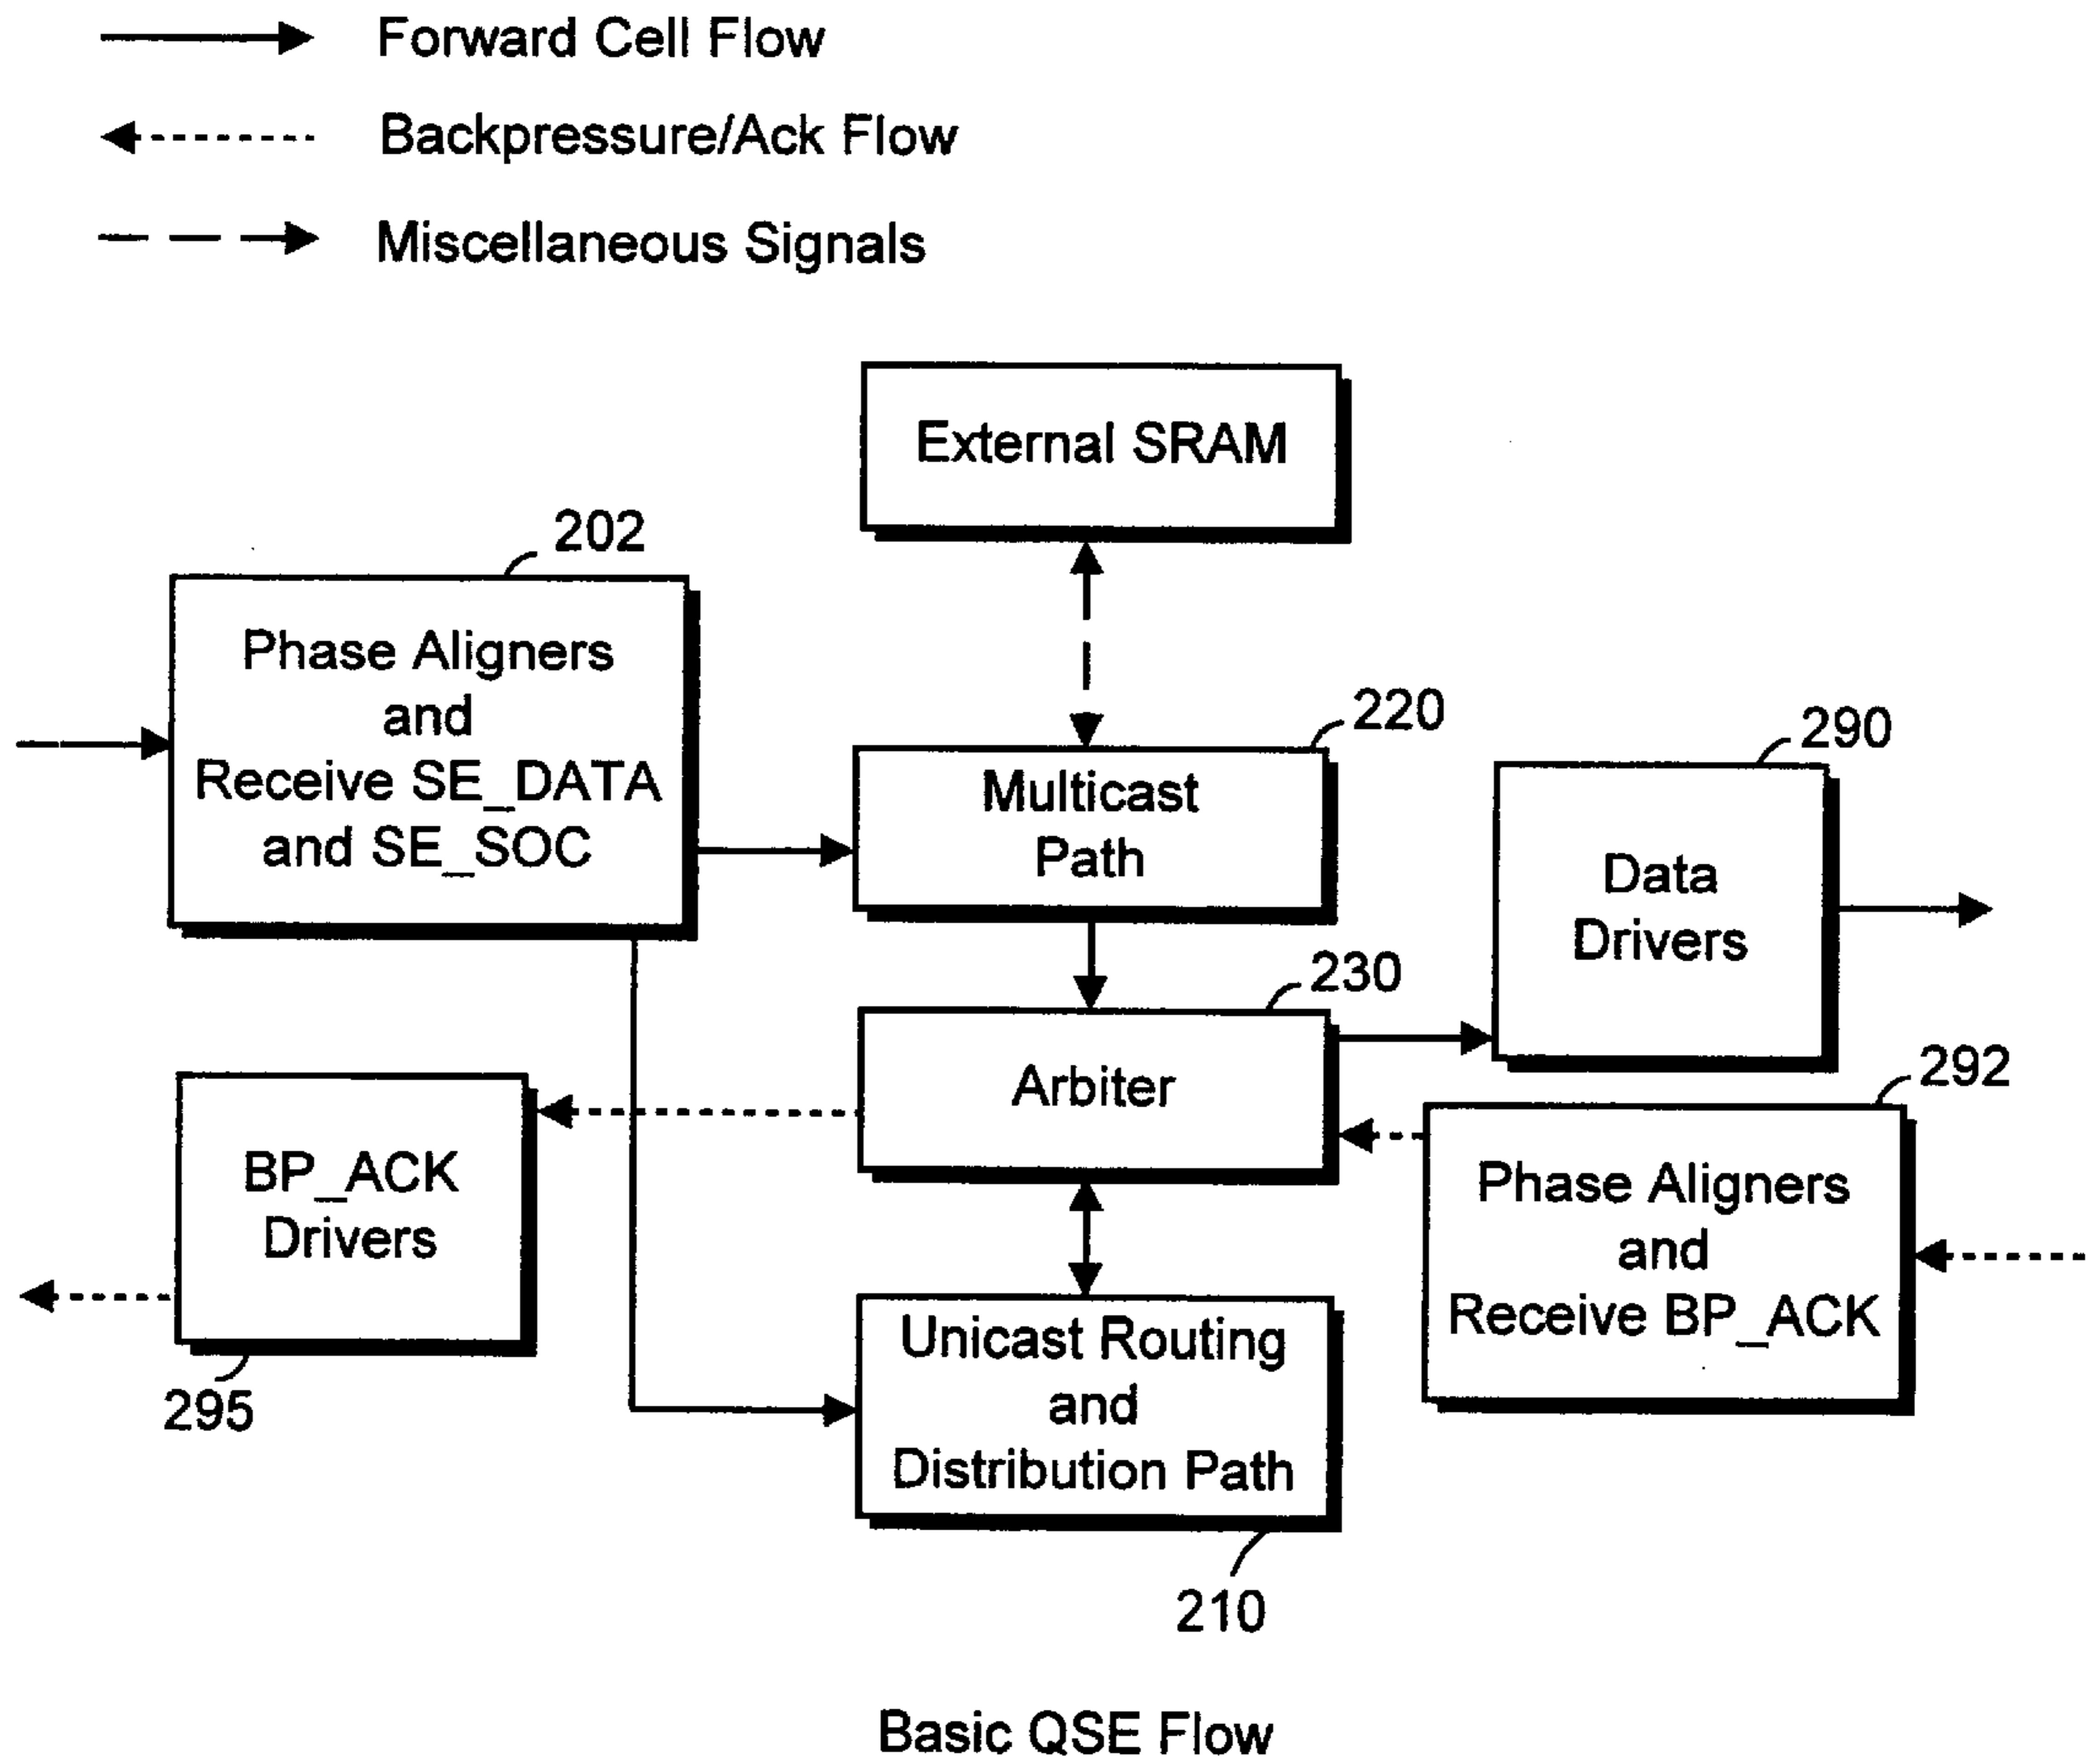 Forward Cell Flow
Backpressure/Ack Flow
Miscellaneous Signals
External SRAM
202
Phase Aligners
and
Receive SE_DATA
and SE_SOC
220
Multicast
Path
290
Data
Drivers
230
Arbiter
292
Phase Aligners
and
Receive BP_ACK
BP_ACK
Drivers
295
Unicast Routing
and
Distribution Path
210
Basic QSE Flow